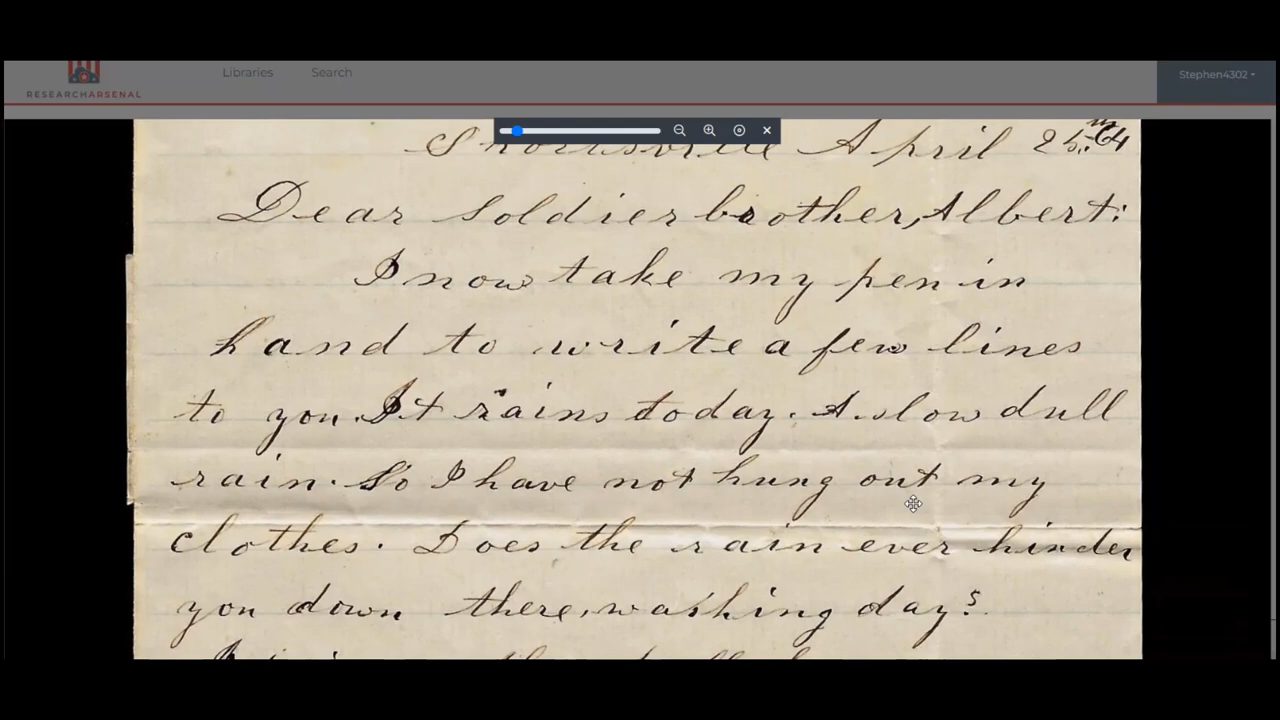 Libraries Search Stephen4302
RESEARCHARSENAL
Shortsville April 25th 64
Dear soldier brother, Albert:
I now take my pen in
hand to write a few lines
to you. It rains today. A slow dull
rain. So I have not hung out my
clothes. Does the rain ever hinder
you down there, washing days?